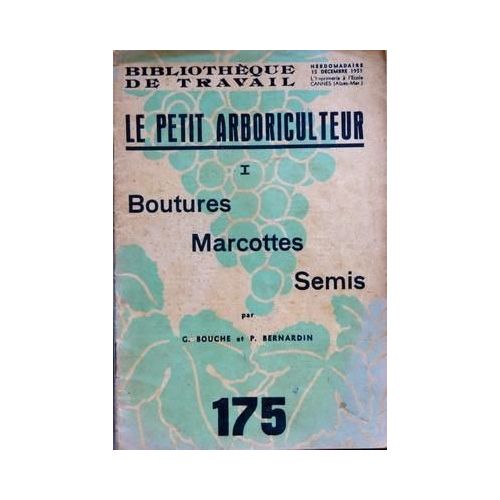 BIBLIOTHÈQUE
DE TRAVAIL
HEBDOMADAIRE
15 DÉCEMBRE 1951
L'Imprimerie à l'Ecole
CANNES (Alpes-Mar.)
LE PETIT ARBORICULTEUR
I
Boutures
Marcottes
Semis
par
G. BOUCHE et P. BERNARDIN
175